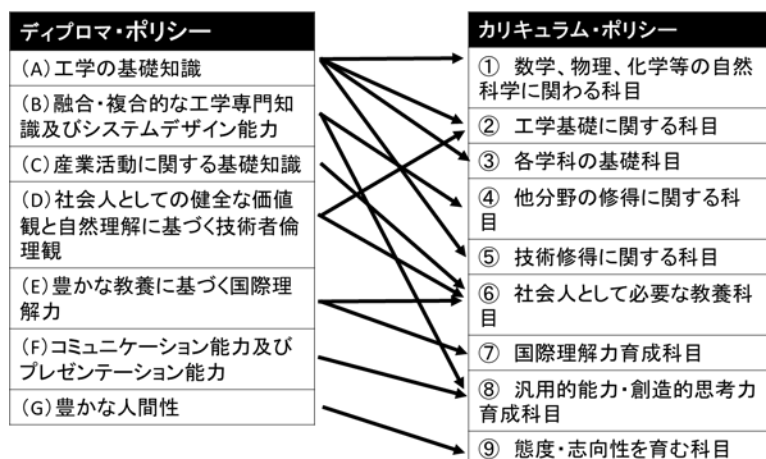 ディプロマ・ポリシー
(A)工学の基礎知識
(B)融合・複合的な工学専門知
識及びシステムデザイン能力
(C)産業活動に関する基礎知識
(D)社会人としての健全な価値
観と自然理解に基づく技術者倫
理観
(E)豊かな教養に基づく国際理
解力
(F)コミュニケーション能力及び
プレゼンテーション能力
(G)豊かな人間性
カリキュラム・ポリシー
① 数学、物理、化学等の自然
科学に関わる科目
② 工学基礎に関する科目
③ 各学科の基礎科目
④ 他分野の修得に関する科
目
⑤ 技術修得に関する科目
⑥ 社会人として必要な教養科
目
⑦ 国際理解力育成科目
⑧ 汎用的能力・創造的思考力
育成科目
⑨ 態度・志向性を育む科目